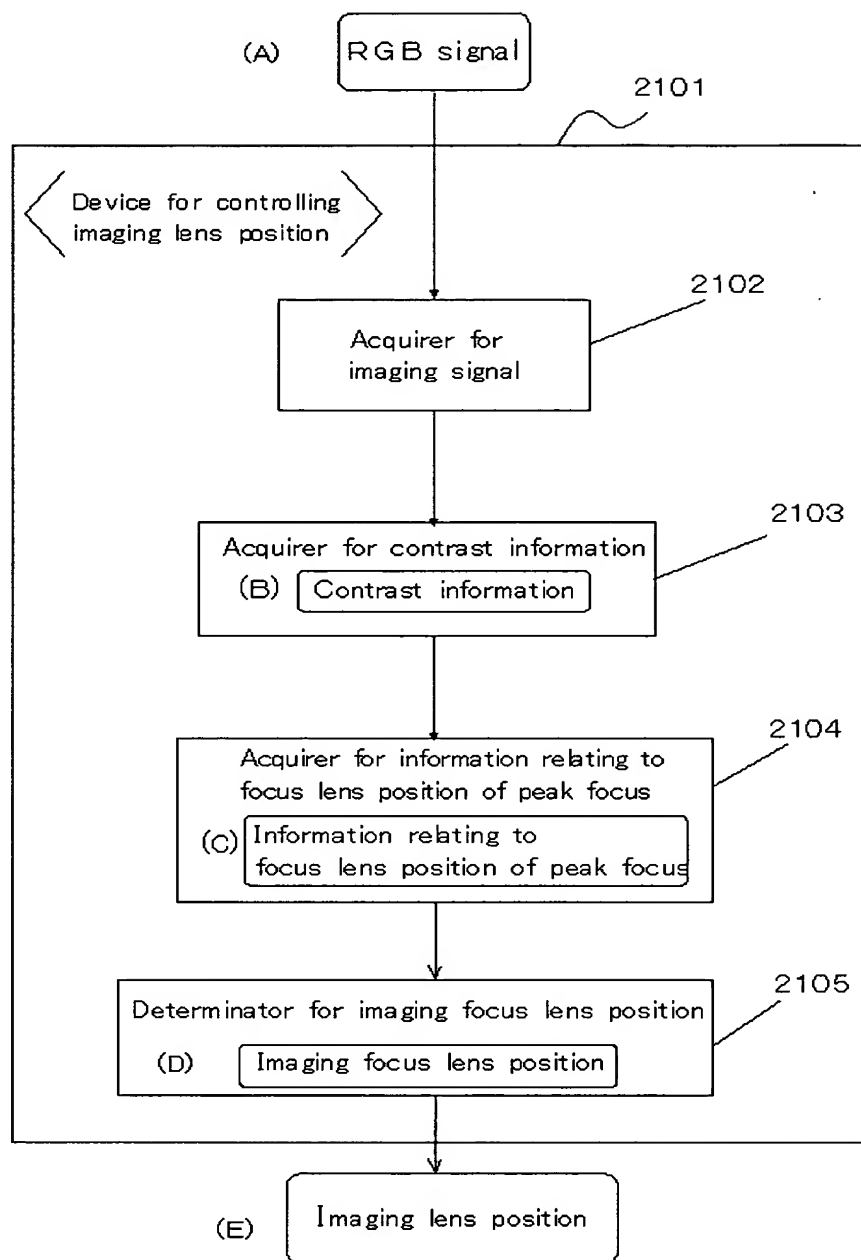 (A) RGB signal
2101
Device for controlling
imaging lens position
2102
Acquirer for
imaging signal
2103
Acquirer for contrast information
(B) Contrast information
2104
Acquirer for information relating to
focus lens position of peak focus
(C) Information relating to
focus lens position of peak focus
2105
Determinator for imaging focus lens position
(D) Imaging focus lens position
(E) Imaging lens position